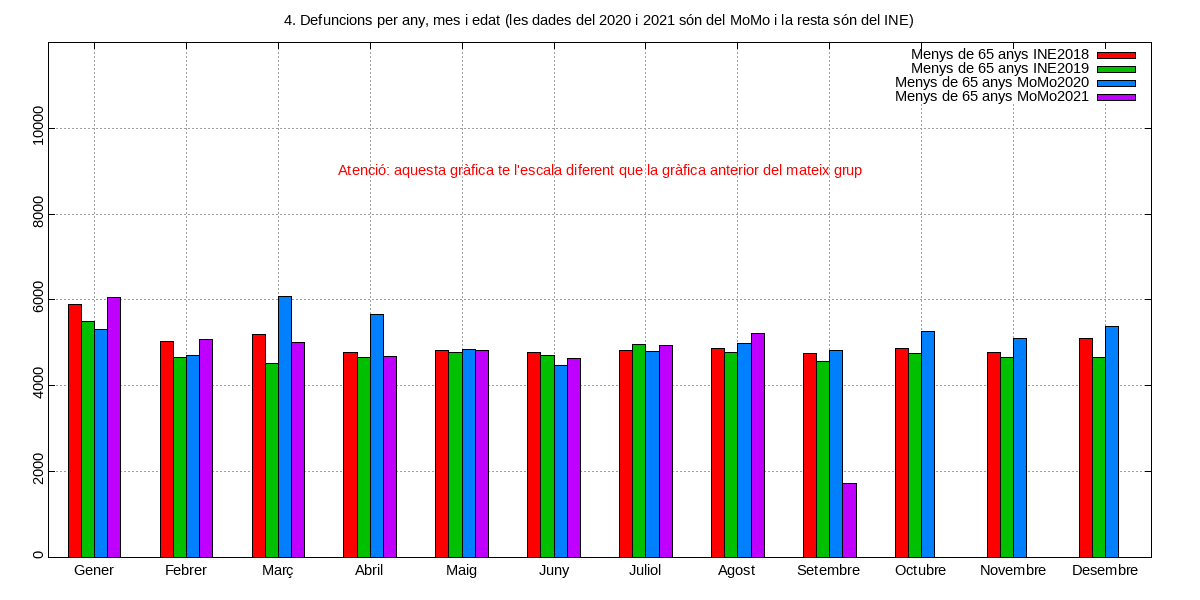 4. Defuncions per any, mes i edat (les dades del 2020 i 2021 són del MoMo i la resta són del INE)
Menys de 65 anys INE2018
Menys de 65 anys INE2019
Menys de 65 anys MoMo2020
Menys de 65 anys MoMo2021
Atenció: aquesta gràfica te l'escala diferent que la gràfica anterior del mateix grup
10000
8000
6000
4000
2000
0
Gener Febrer Març Abril Maig Juny Juliol Agost Setembre Octubre Novembre Desembre